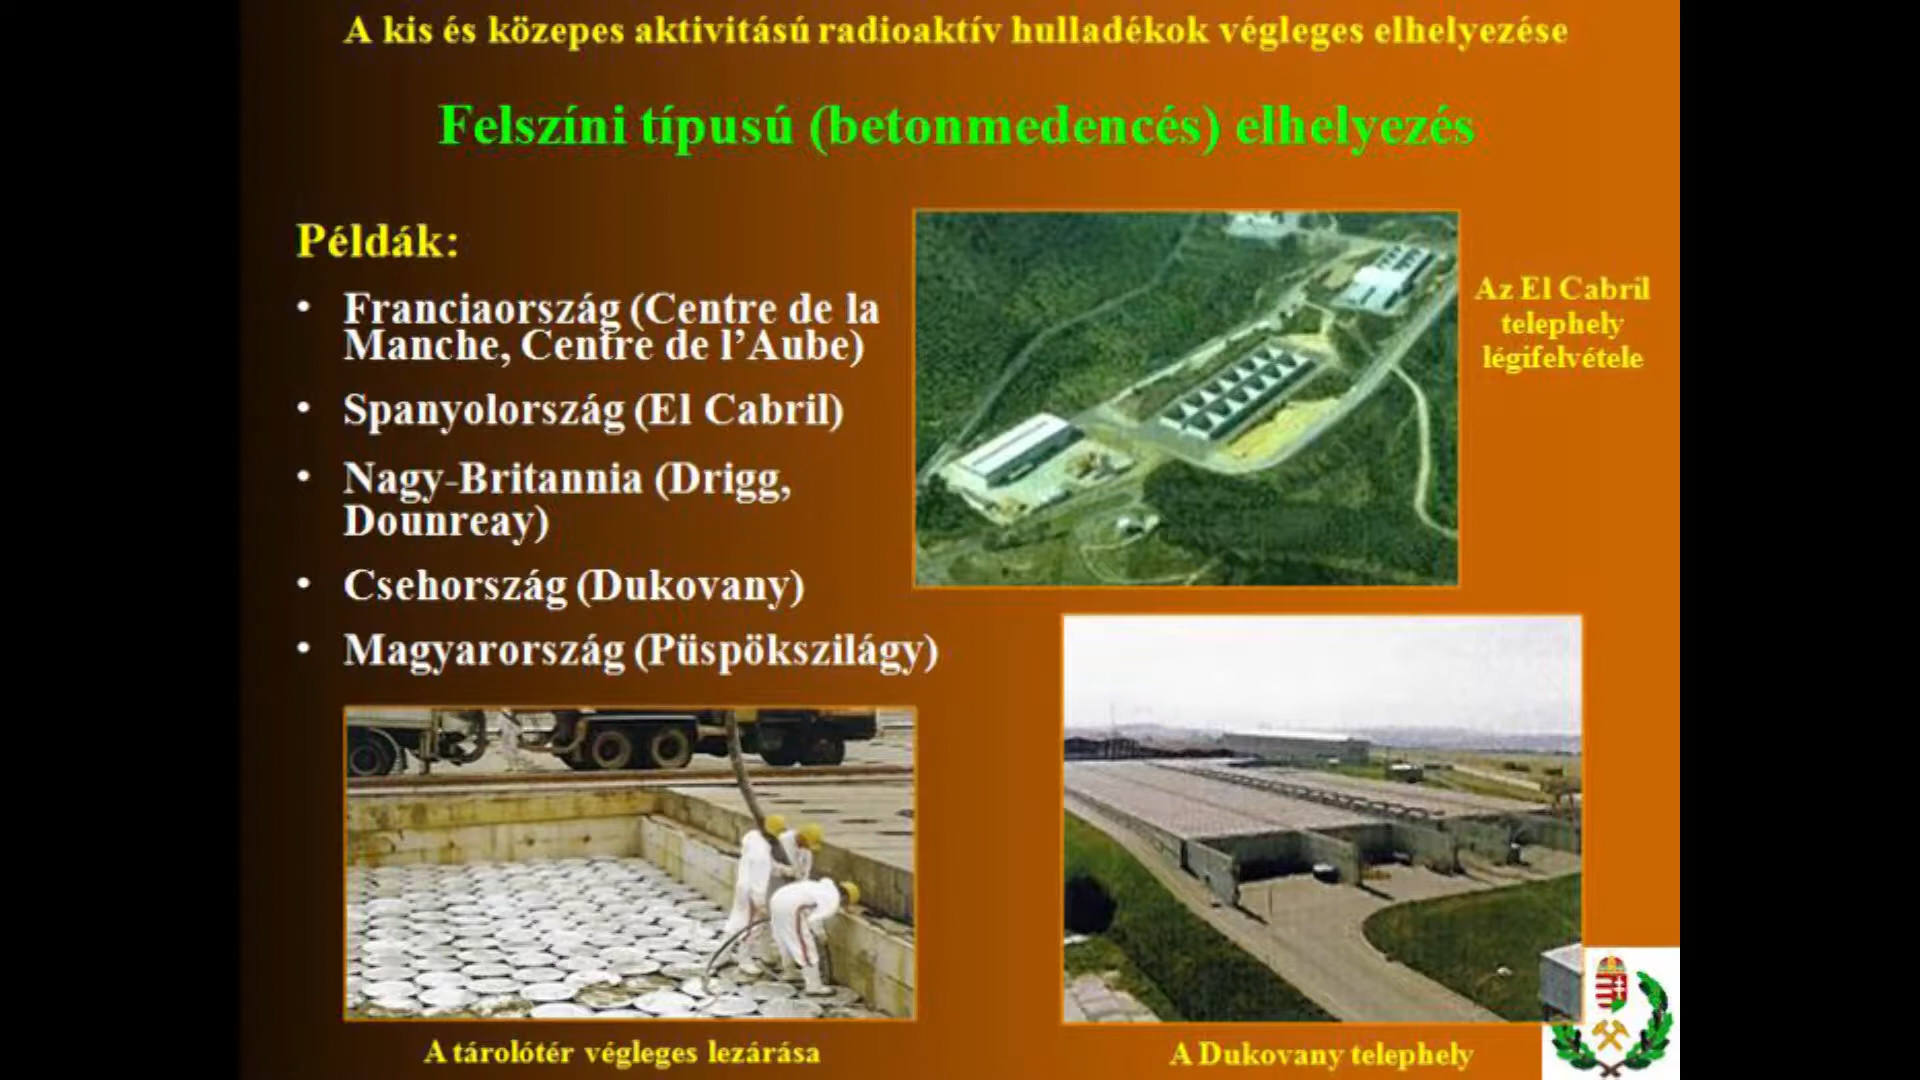 A kis és közepes aktivitású radioaktív hulladékok végleges elhelyezése
Felszíni típusú (betonmedencés) elhelyezés
Példák:
• Franciaország (Centre de la
Manche, Centre de l’Aube)
• Spanyolország (El Cabril)
• Nagy-Britannia (Drigg,
Dounreay)
• Csehország (Dukovany)
• Magyarország (Püspökszilágy)
Az El Cabril
telephely
légifelvétele
A tárolótér végleges lezárása
A Dukovany telephely